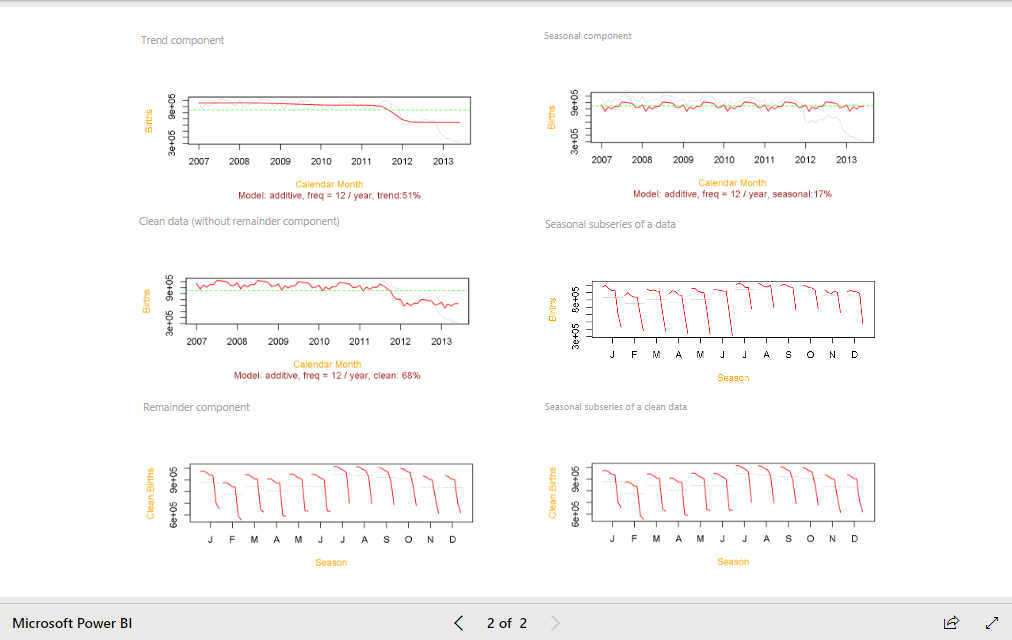 Trend component
Births
9e+05
3e+05
2007 2008 2009 2010 2011 2012 2013
Calendar Month
Model: additive, freq = 12 / year, trend:51%
Seasonal component
Births
9e+05
3e+05
2007 2008 2009 2010 2011 2012 2013
Calendar Month
Model: additive, freq = 12 / year, seasonal:17%
Clean data (without remainder component)
Births
9e+05
3e+05
2007 2008 2009 2010 2011 2012 2013
Calendar Month
Model: additive, freq = 12 / year, clean: 68%
Seasonal subseries of a data
Births
8e+05
3e+05
J F M A M J J A S O N D
Season
Remainder component
Clean Births
9e+05
6e+05
J F M A M J J A S O N D
Season
Seasonal subseries of a clean data
Clean Births
9e+05
6e+05
J F M A M J J A S O N D
Season
Microsoft Power BI
2 of 2